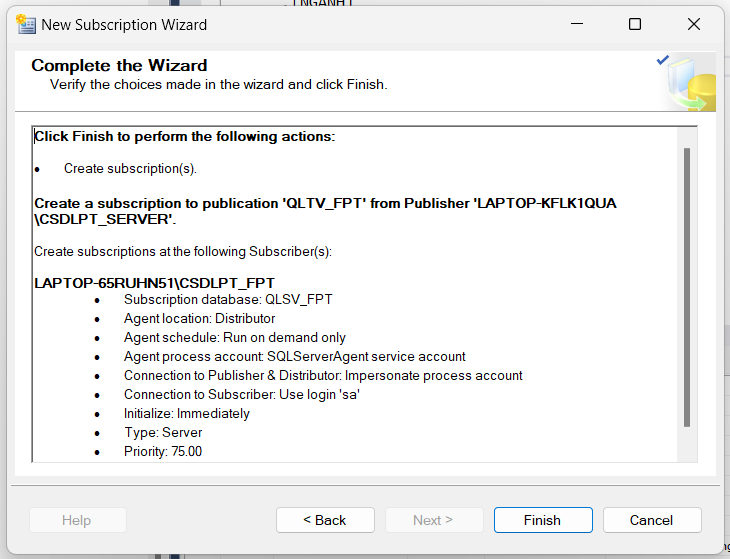 NGÀNH1
New Subscription Wizard
Complete the Wizard
Verify the choices made in the wizard and click Finish.
Click Finish to perform the following actions:
• Create subscription(s).
Create a subscription to publication 'QLTV_FPT' from Publisher 'LAPTOP-KFLK1QUA
\CSDLPT_SERVER'.
Create subscriptions at the following Subscriber(s):
LAPTOP-65RUHN51\CSDLPT_FPT
• Subscription database: QLSV_FPT
• Agent location: Distributor
• Agent schedule: Run on demand only
• Agent process account: SQLServerAgent service account
• Connection to Publisher & Distributor: Impersonate process account
• Connection to Subscriber: Use login 'sa'
• Initialize: Immediately
• Type: Server
• Priority: 75.00
Help
< Back
Next >
Finish
Cancel